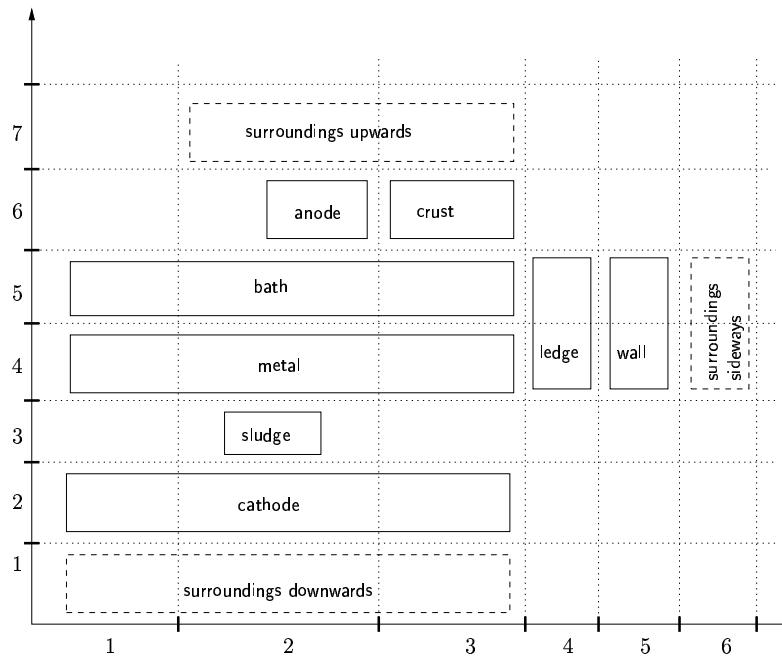 7
surroundings upwards
6
anode
crust
5
bath
surroundings
sideways
4
metal
ledge
wall
3
sludge
2
cathode
1
surroundings downwards
1 2 3 4 5 6